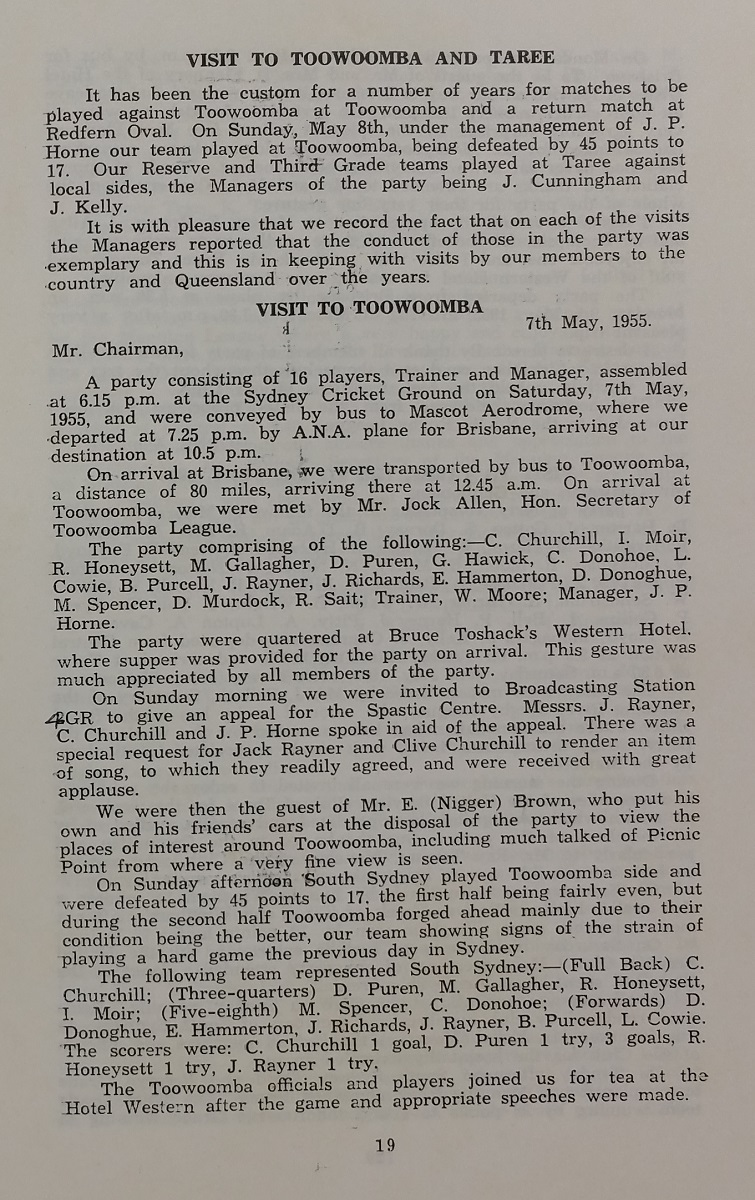 VISIT TO TOOWOOMBA AND TAREE
It has been the custom for a number of years for matches to be
played against Toowoomba at Toowoomba and a return match at
Redfern Oval. On Sunday, May 8th, under the management of J. P.
Horne our team played at Toowoomba, being defeated by 45 points to
17. Our Reserve and Third Grade teams played at Taree against
local sides, the Managers of the party being J. Cunningham and
J. Kelly.
It is with pleasure that we record the fact that on each of the visits
the Managers reported that the conduct of those in the party was
exemplary and this is in keeping with visits by our members to the
country and Queensland over the years.
VISIT TO TOOWOOMBA
7th May, 1955.
Mr. Chairman,
A party consisting of 16 players, Trainer and Manager, assembled
at 6.15 p.m. at the Sydney Cricket Ground on Saturday, 7th May,
1955, and were conveyed by bus to Mascot Aerodrome, where we
departed at 7.25 p.m. by A.N.A. plane for Brisbane, arriving at our
destination at 10.5 p.m.
On arrival at Brisbane, we were transported by bus to Toowoomba,
a distance of 80 miles, arriving there at 12.45 a.m. On arrival at
Toowoomba, we were met by Mr. Jock Allen, Hon. Secretary of
Toowoomba League.
The party comprising of the following:—C. Churchill, I. Moir,
R. Honeysett, M. Gallagher, D. Puren, G. Hawick, C. Donohoe, L.
Cowie, B. Purcell, J. Rayner, J. Richards, E. Hammerton, D. Donoghue,
M. Spencer, D. Murdock, R. Sait; Trainer, W. Moore; Manager, J. P.
Horne.
The party were quartered at Bruce Toshack's Western Hotel,
where supper was provided for the party on arrival. This gesture was
much appreciated by all members of the party.
On Sunday morning we were invited to Broadcasting Station
4GR to give an appeal for the Spastic Centre. Messrs. J. Rayner,
C. Churchill and J. P. Horne spoke in aid of the appeal. There was a
special request for Jack Rayner and Clive Churchill to render an item
of song, to which they readily agreed, and were received with great
applause.
We were then the guest of Mr. E. (Nigger) Brown, who put his
own and his friends' cars at the disposal of the party to view the
places of interest around Toowoomba, including much talked of Picnic
Point from where a very fine view is seen.
On Sunday afternoon South Sydney played Toowoomba side and
were defeated by 45 points to 17, the first half being fairly even, but
during the second half Toowoomba forged ahead mainly due to their
condition being the better, our team showing signs of the strain of
playing a hard game the previous day in Sydney.
The following team represented South Sydney:—(Full Back) C.
Churchill; (Three-quarters) D. Puren, M. Gallagher, R. Honeysett,
I. Moir; (Five-eighth) M. Spencer, C. Donohoe; (Forwards) D.
Donoghue, E. Hammerton, J. Richards, J. Rayner, B. Purcell, L. Cowie.
The scorers were: C. Churchill 1 goal, D. Puren 1 try, 3 goals, R.
Honeysett 1 try, J. Rayner 1 try.
The Toowoomba officials and players joined us for tea at the
Hotel Western after the game and appropriate speeches were made.
19